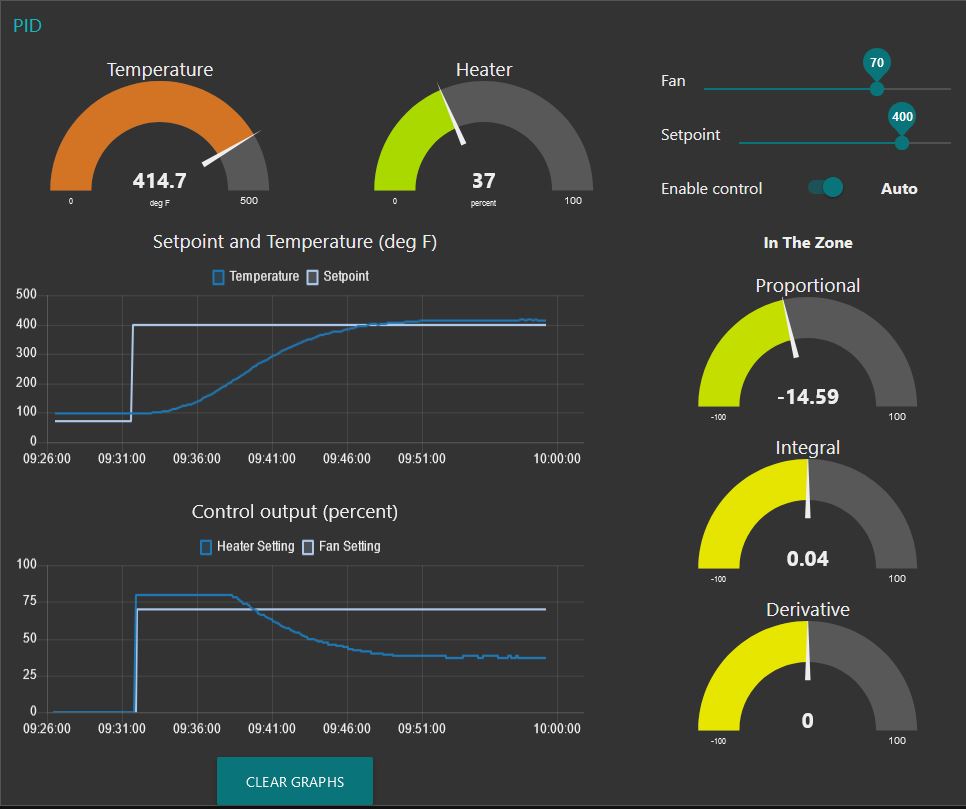 PID
Temperature
414.7
deg F
0
500
Heater
37
percent
0
100
Fan
70
Setpoint
400
Enable control
Auto
Setpoint and Temperature (deg F)
Temperature Setpoint
500
400
300
200
100
0
09:26:00 09:31:00 09:36:00 09:41:00 09:46:00 09:51:00 10:00:00
Control output (percent)
Heater Setting Fan Setting
100
75
50
25
0
09:26:00 09:31:00 09:36:00 09:41:00 09:46:00 09:51:00 10:00:00
CLEAR GRAPHS
In The Zone
Proportional
-14.59
-100 100
Integral
0.04
-100 100
Derivative
0
-100 100